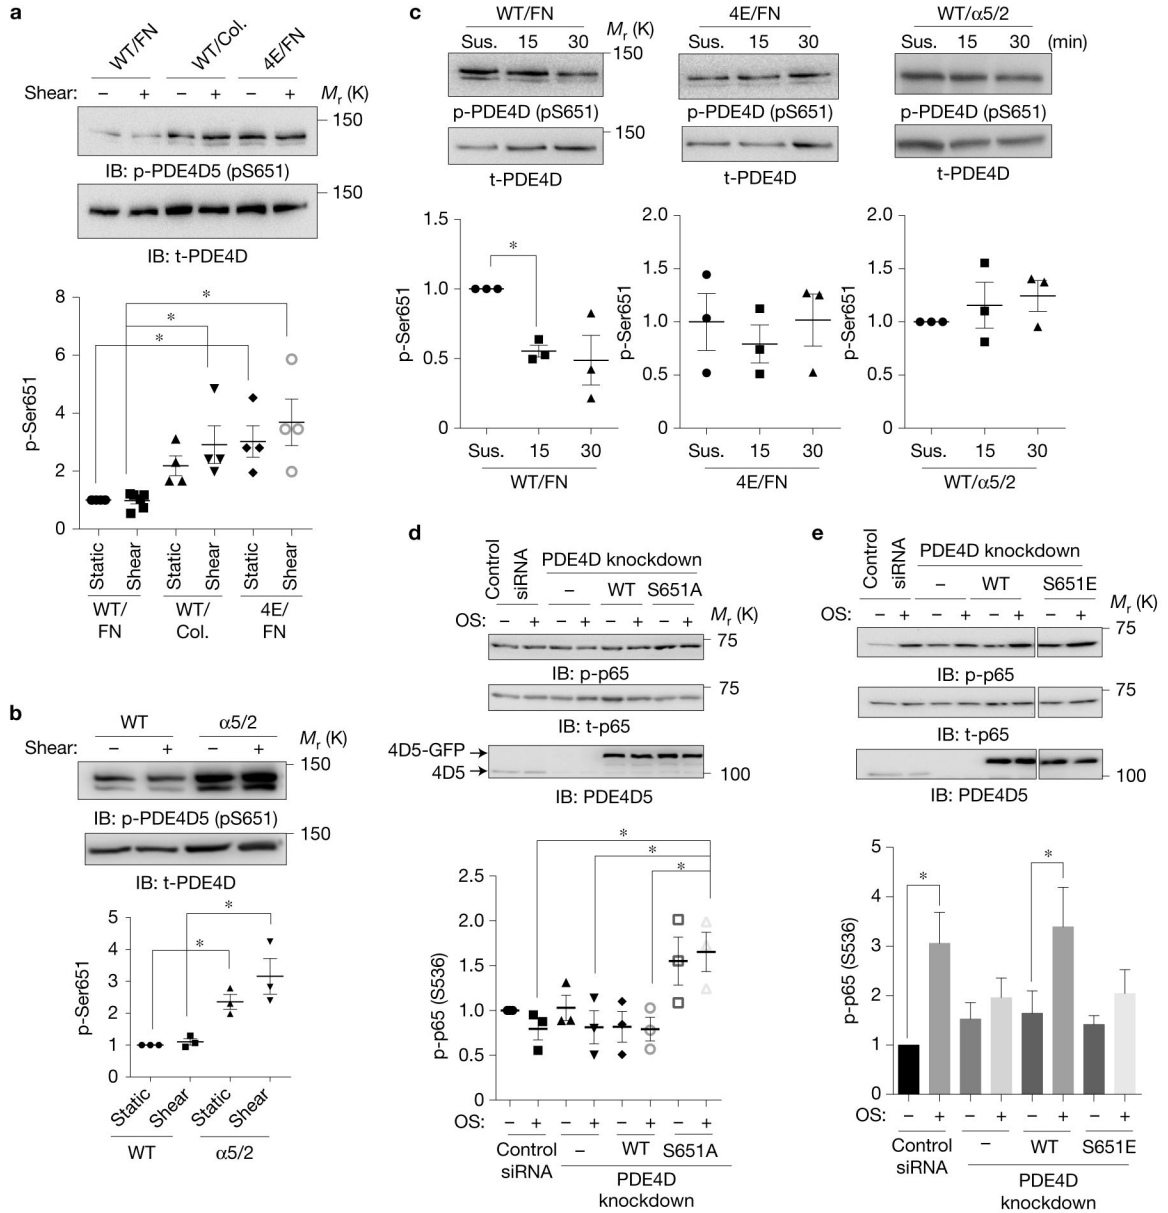 a
WT/FN WT/Col. 4E/FN
Shear: – + – + – + Mr (K)
150
IB: p-PDE4D5 (pS651)
150
IB: t-PDE4D
8
6
4
2
0
p-Ser651
* * *
Static Shear Static Shear Static Shear
WT/ WT/ 4E/
FN Col. FN
b
WT α5/2
Shear: – + – + Mr (K)
150
IB: p-PDE4D5 (pS651)
150
IB: t-PDE4D
5
4
3
2
1
0
p-Ser651
* *
Static Shear Static Shear
WT α5/2
c
WT/FN 4E/FN WT/α5/2
Sus. 15 30 Mr (K) Sus. 15 30 Sus. 15 30 (min)
150
p-PDE4D (pS651) p-PDE4D (pS651) p-PDE4D (pS651)
150
t-PDE4D t-PDE4D t-PDE4D
1.5
1.0
0.5
0
p-Ser651
*
Sus. 15 30
WT/FN
2.0
1.5
1.0
0.5
0
p-Ser651
Sus. 15 30
4E/FN
2.0
1.5
1.0
0.5
0
p-Ser651
Sus. 15 30
WT/α5/2
d
Control siRNA
PDE4D knockdown
– WT S651A
OS: – + – + – + – + Mr (K)
75
IB: p-p65
75
IB: t-p65
4D5-GFP
4D5
100
IB: PDE4D5
2.5
2.0
1.5
1.0
0.5
0
p-p65 (S536)
* * *
OS: – + – + – + – +
Control siRNA
– WT S651A
PDE4D
knockdown
e
Control siRNA
PDE4D knockdown
– WT S651E
OS: – + – + – + – + Mr (K)
75
IB: p-p65
75
IB: t-p65
100
IB: PDE4D5
5
4
3
2
1
0
p-p65 (S536)
* *
OS: – + – + – + – +
Control siRNA
– WT S651E
PDE4D
knockdown